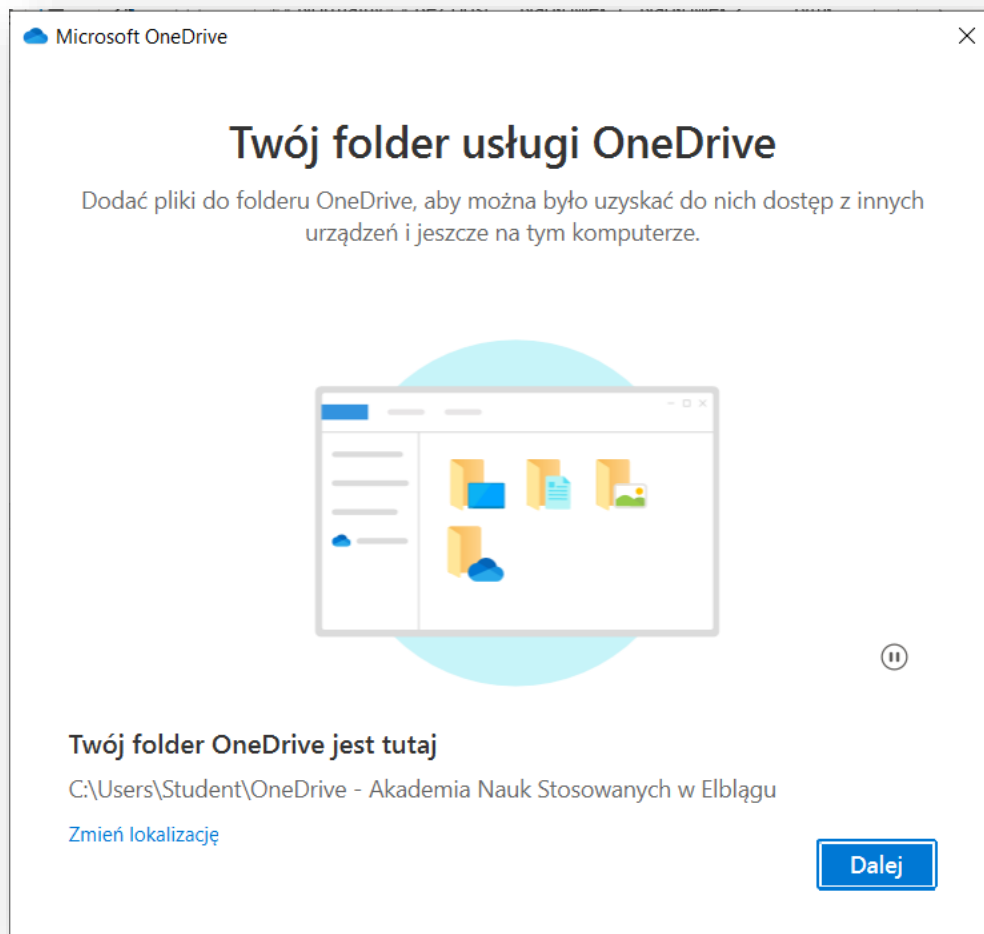 Microsoft OneDrive
Twój folder usługi OneDrive
Dodać pliki do folderu OneDrive, aby można było uzyskać do nich dostęp z innych
urządzeń i jeszcze na tym komputerze.
Twój folder OneDrive jest tutaj
C:\Users\Student\OneDrive - Akademia Nauk Stosowanych w Elblągu
Zmień lokalizację
Dalej